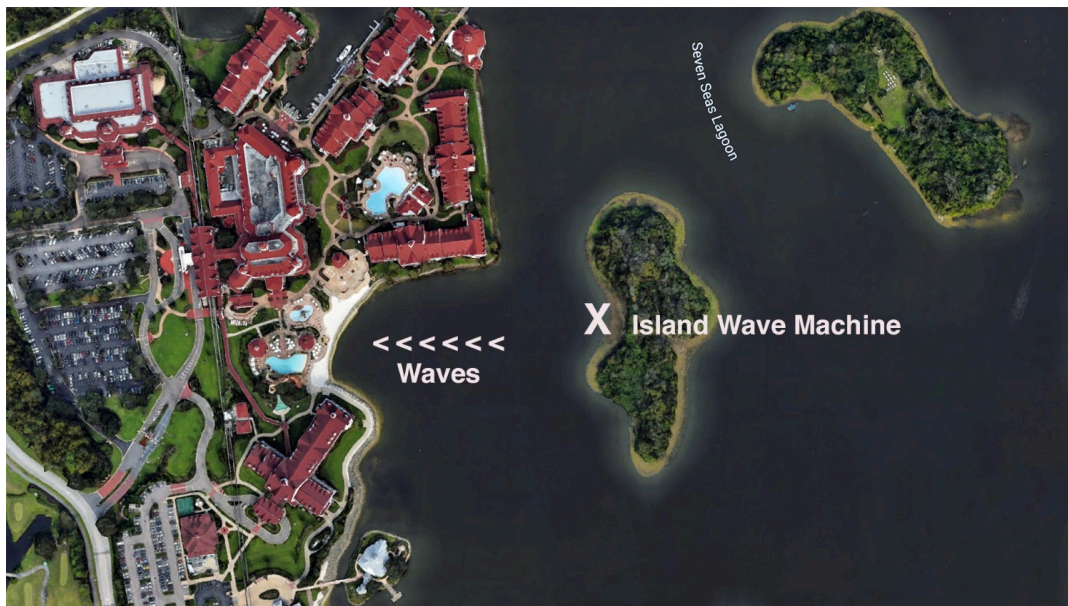 Seven Seas Lagoon
X Island Wave Machine
< < < < < <
Waves